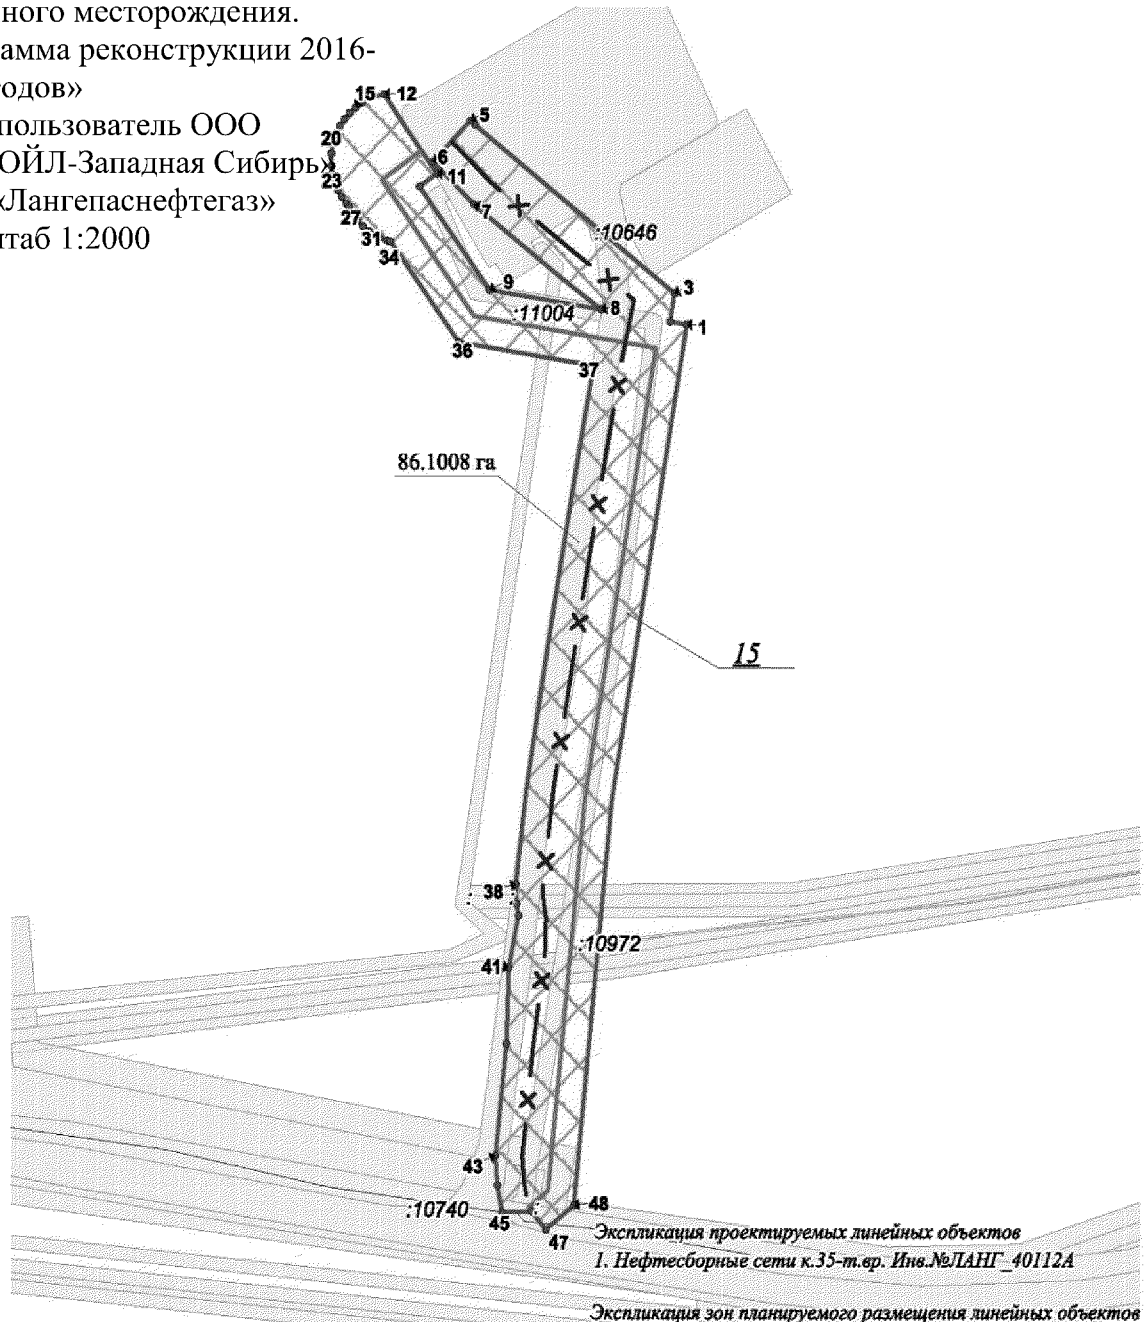 ного месторождения.
амма реконструкции 2016-
одов»
пользователь ООО
ОЙЛ-Западная Сибирь»
«Лангепаснефтегаз»
штаб 1:2000
15
12
5
20
6
11
23
7
27
:10646
31
34
9
3
8
:11004
1
36
37
86.1008 га
15
38
:10972
41
43
:10740
45
48
47
Экспликация проектируемых линейных объектов
1. Нефтесборные сети к.35-т.вр. Инв.№ЛАНГ_40112А
Экспликация зон планируемого размещения линейных объектов